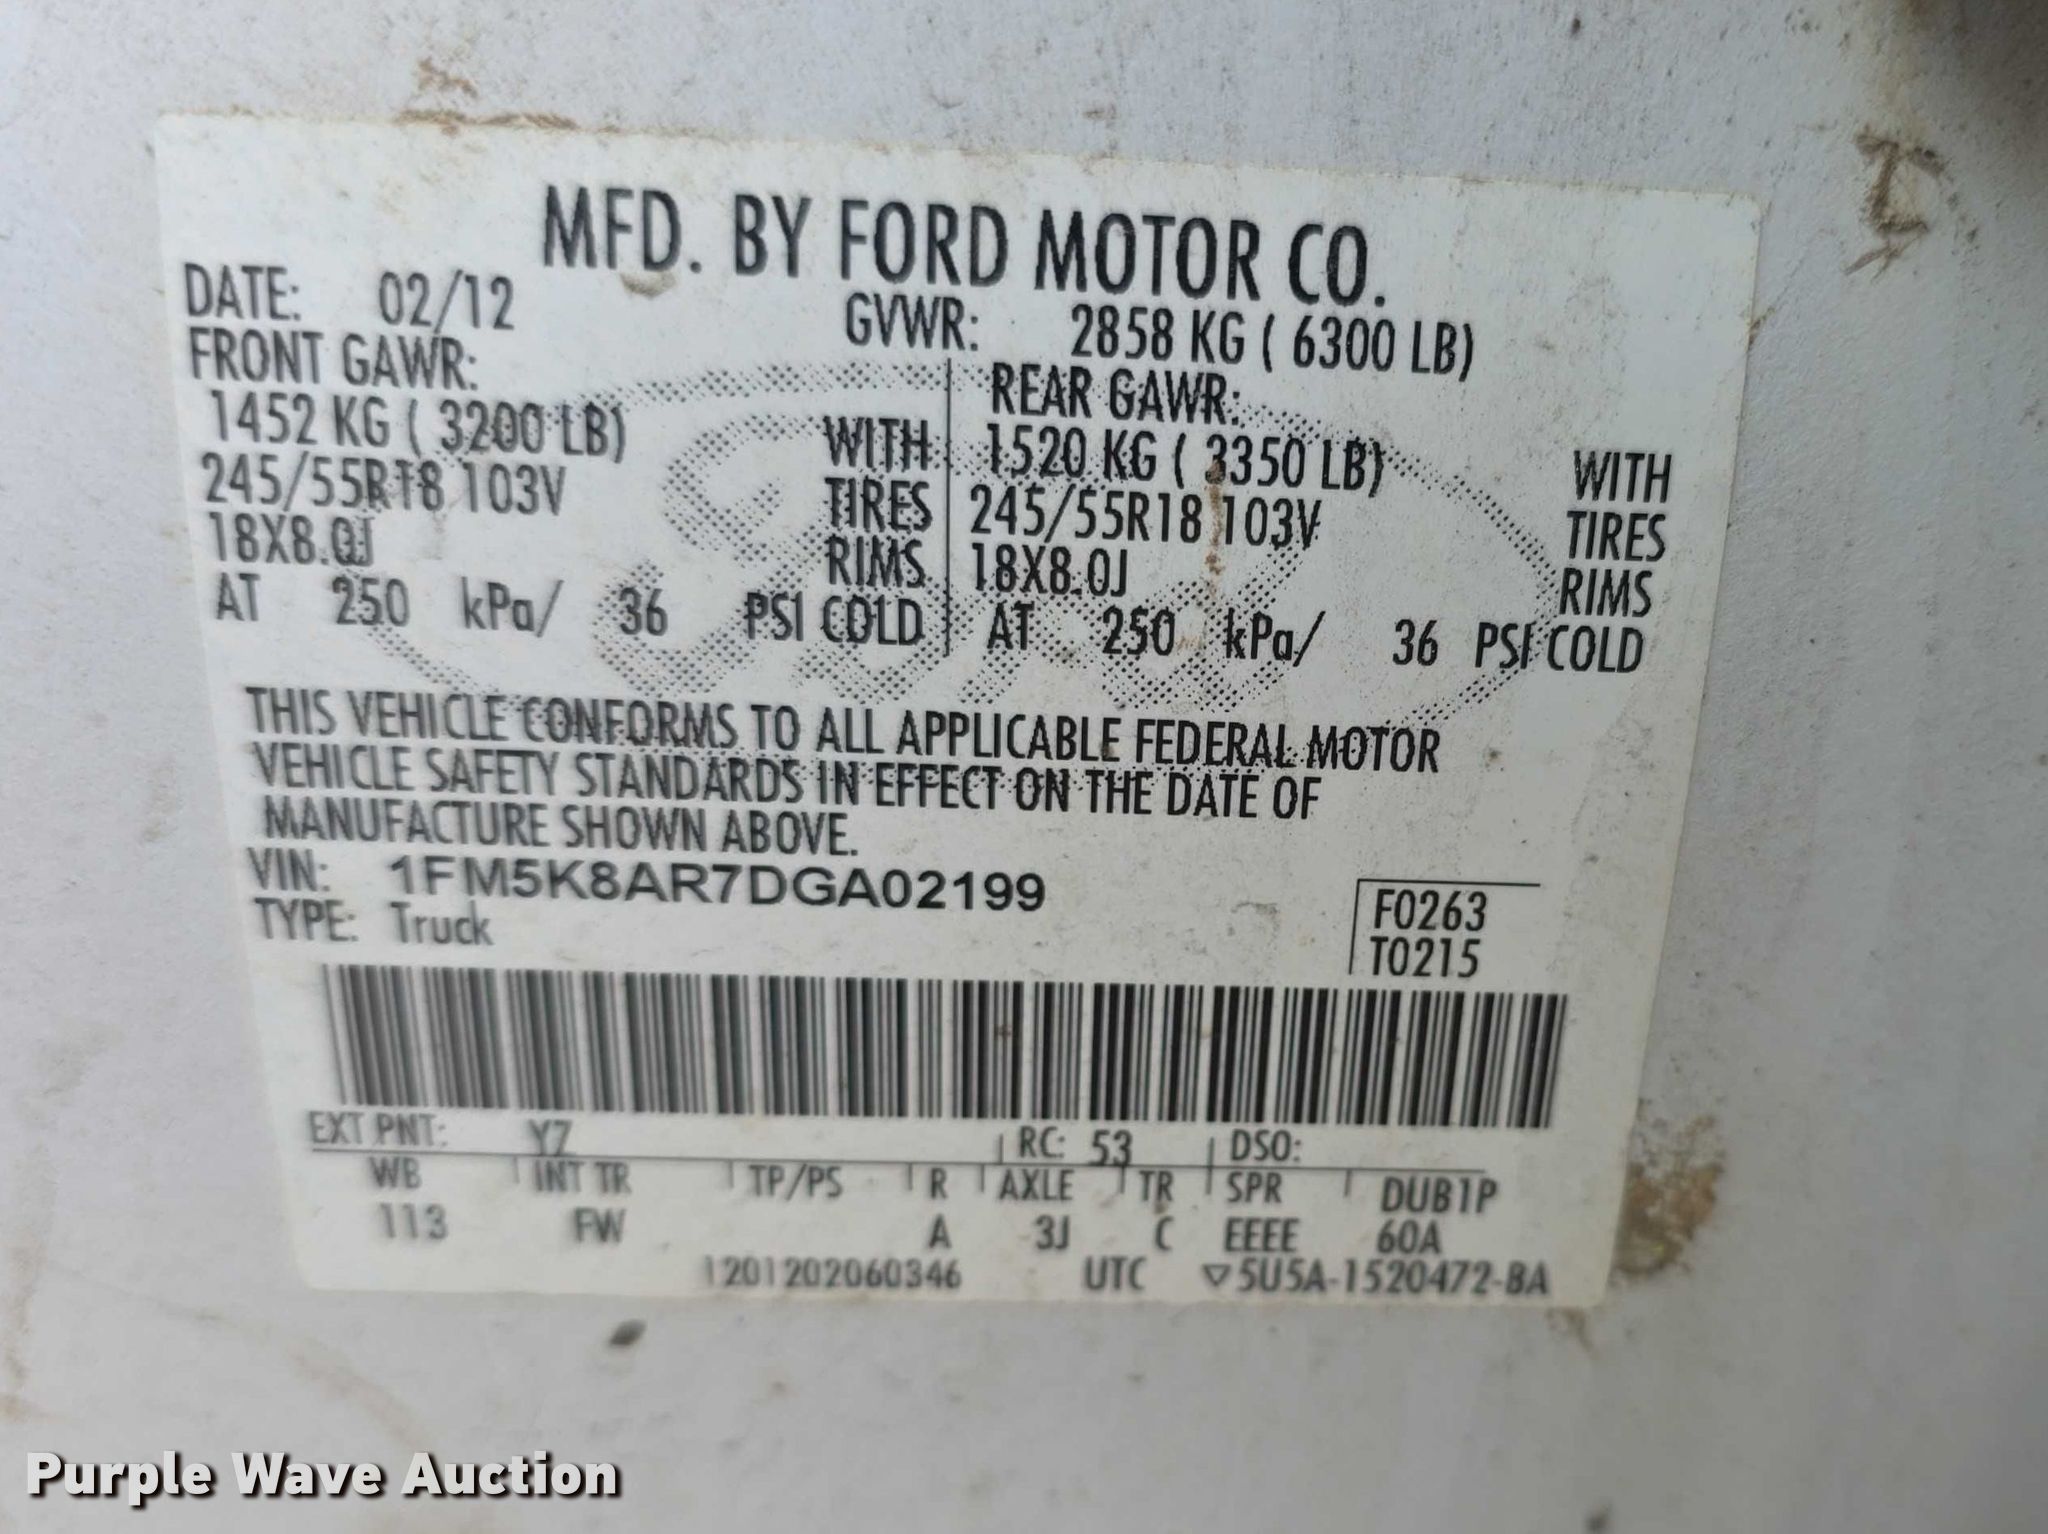 MFD. BY FORD MOTOR CO.
DATE: 02/12 GVWR: 2858 KG ( 6300 LB)
FRONT GAWR: REAR GAWR:
1452 KG ( 3200 LB) WITH 1520 KG ( 3350 LB) WITH
245/55R18 103V TIRES 245/55R18 103V TIRES
18X8.0J RIMS 18X8.0J RIMS
AT 250 kPa/ 36 PSI COLD AT 250 kPa/ 36 PSI COLD
THIS VEHICLE CONFORMS TO ALL APPLICABLE FEDERAL MOTOR
VEHICLE SAFETY STANDARDS IN EFFECT ON THE DATE OF
MANUFACTURE SHOWN ABOVE.
VIN: 1FM5K8AR7DGA02199
TYPE: Truck
F0263
T0215
EXT PNT: YZ RC: 53 DSO:
WB INT TR TP/PS R AXLE TR SPR DUB1P
113 FW A 3J C EEEE 60A
1201202060346 UTC ▽5U5A-1520472-BA
Purple Wave Auction